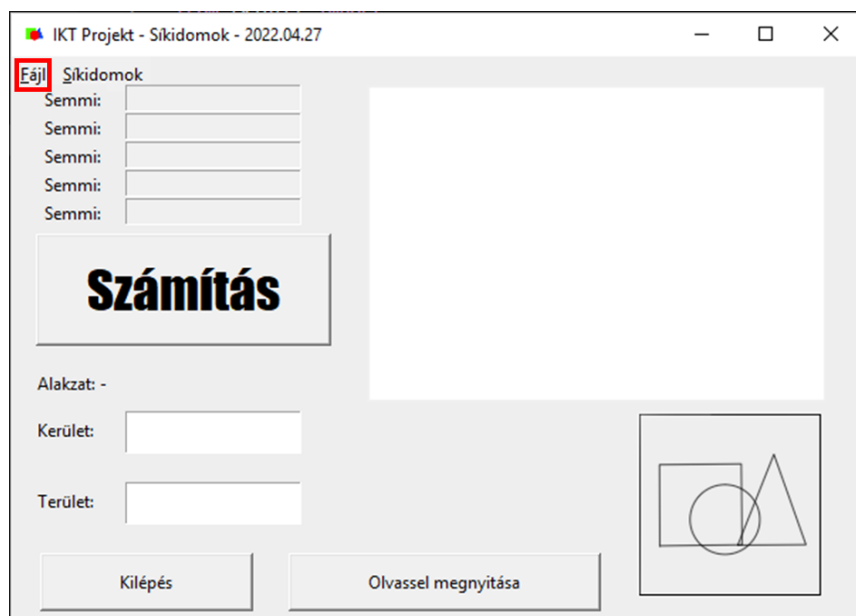 IKT Projekt - Síkidomok - 2022.04.27
Fájl Síkidomok
Semmi:
Semmi:
Semmi:
Semmi:
Semmi:
Számítás
Alakzat: -
Kerület:
Terület:
Kilépés
Olvassel megnyitása